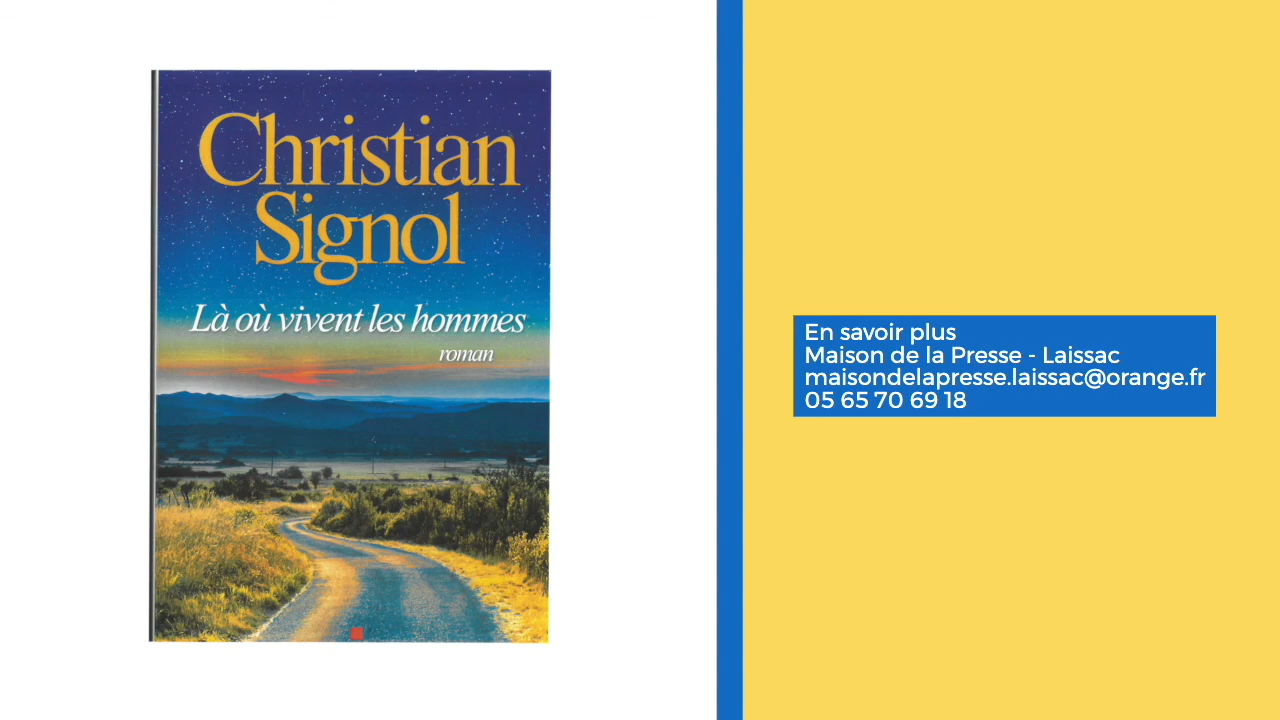 Christian
Signol
Là où vivent les hommes
roman
En savoir plus
Maison de la Presse - Laissac
maisondelapresse.laissac@orange.fr
05 65 70 69 18